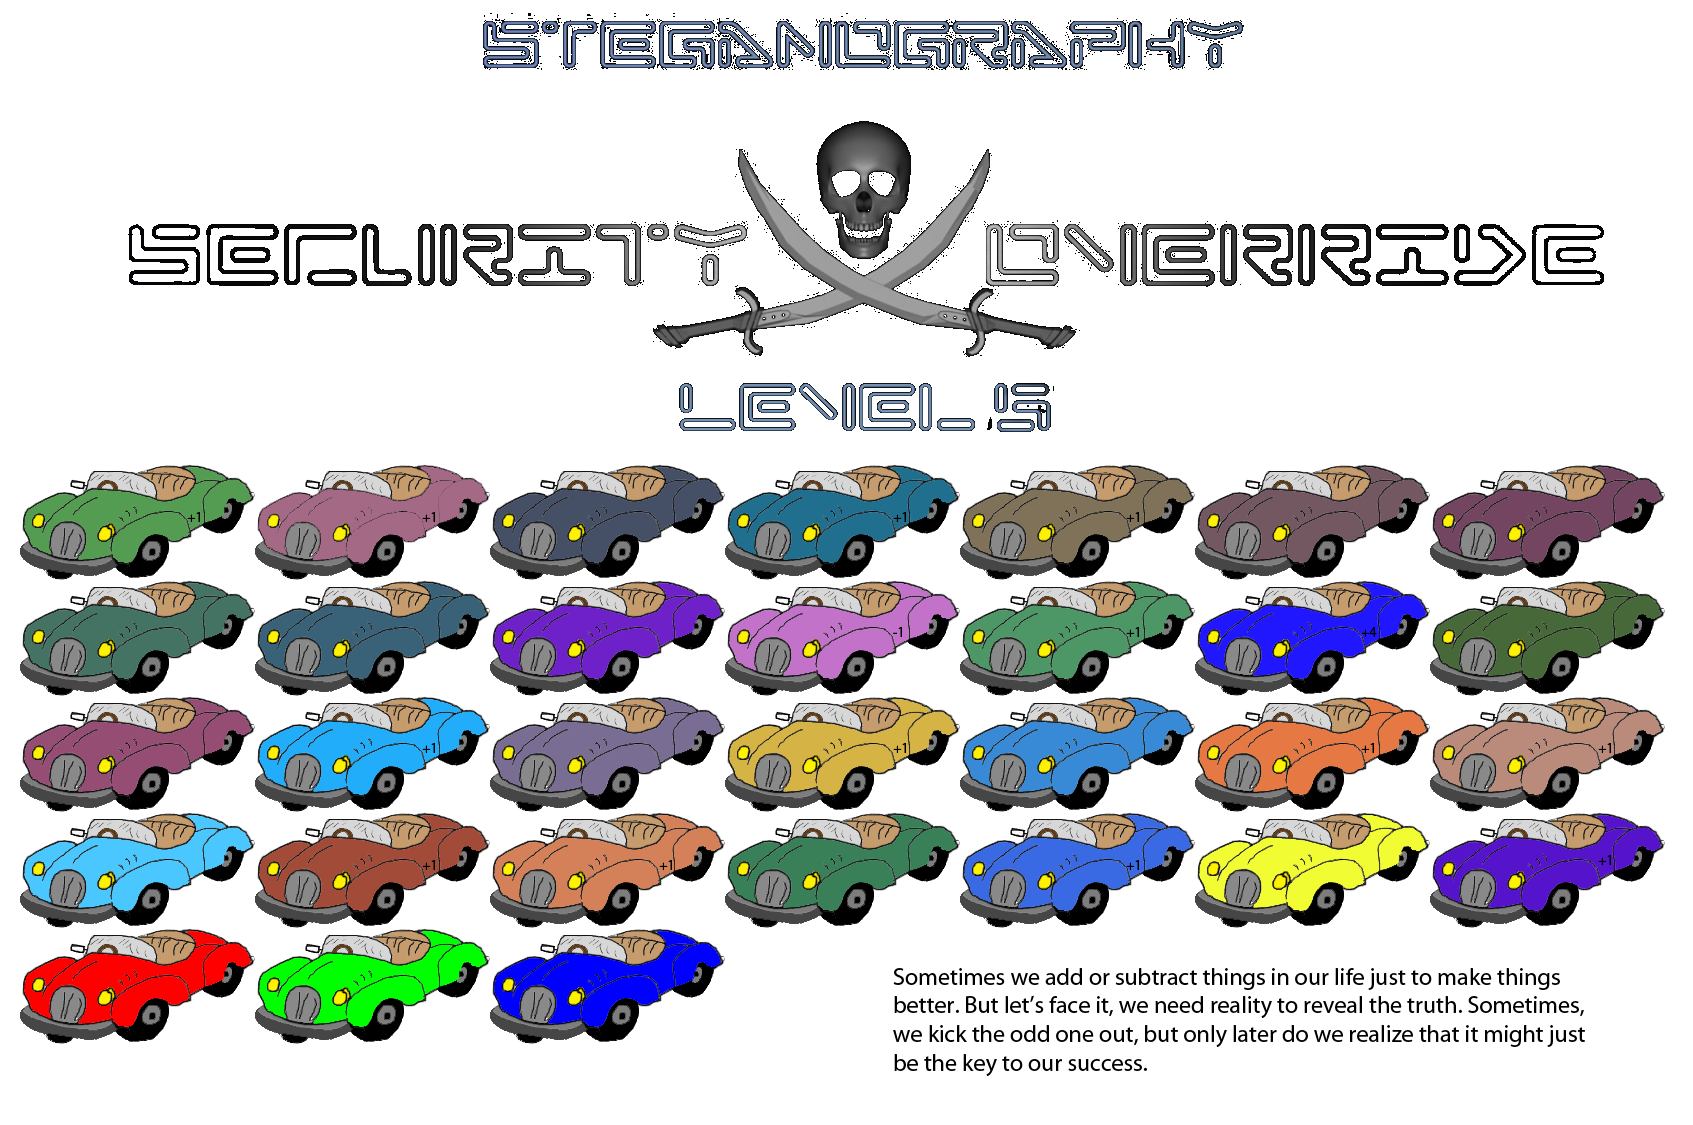 STEGANOGRAPHY
SECURITY OVERRIDE
LEVEL 5
+1 +1 +1 +1
-1 +1 +4
+1 +1 +1 +1
+1 +1 +1 +1
Sometimes we add or subtract things in our life just to make things
better. But let’s face it, we need reality to reveal the truth. Sometimes,
we kick the odd one out, but only later do we realize that it might just
be the key to our success.